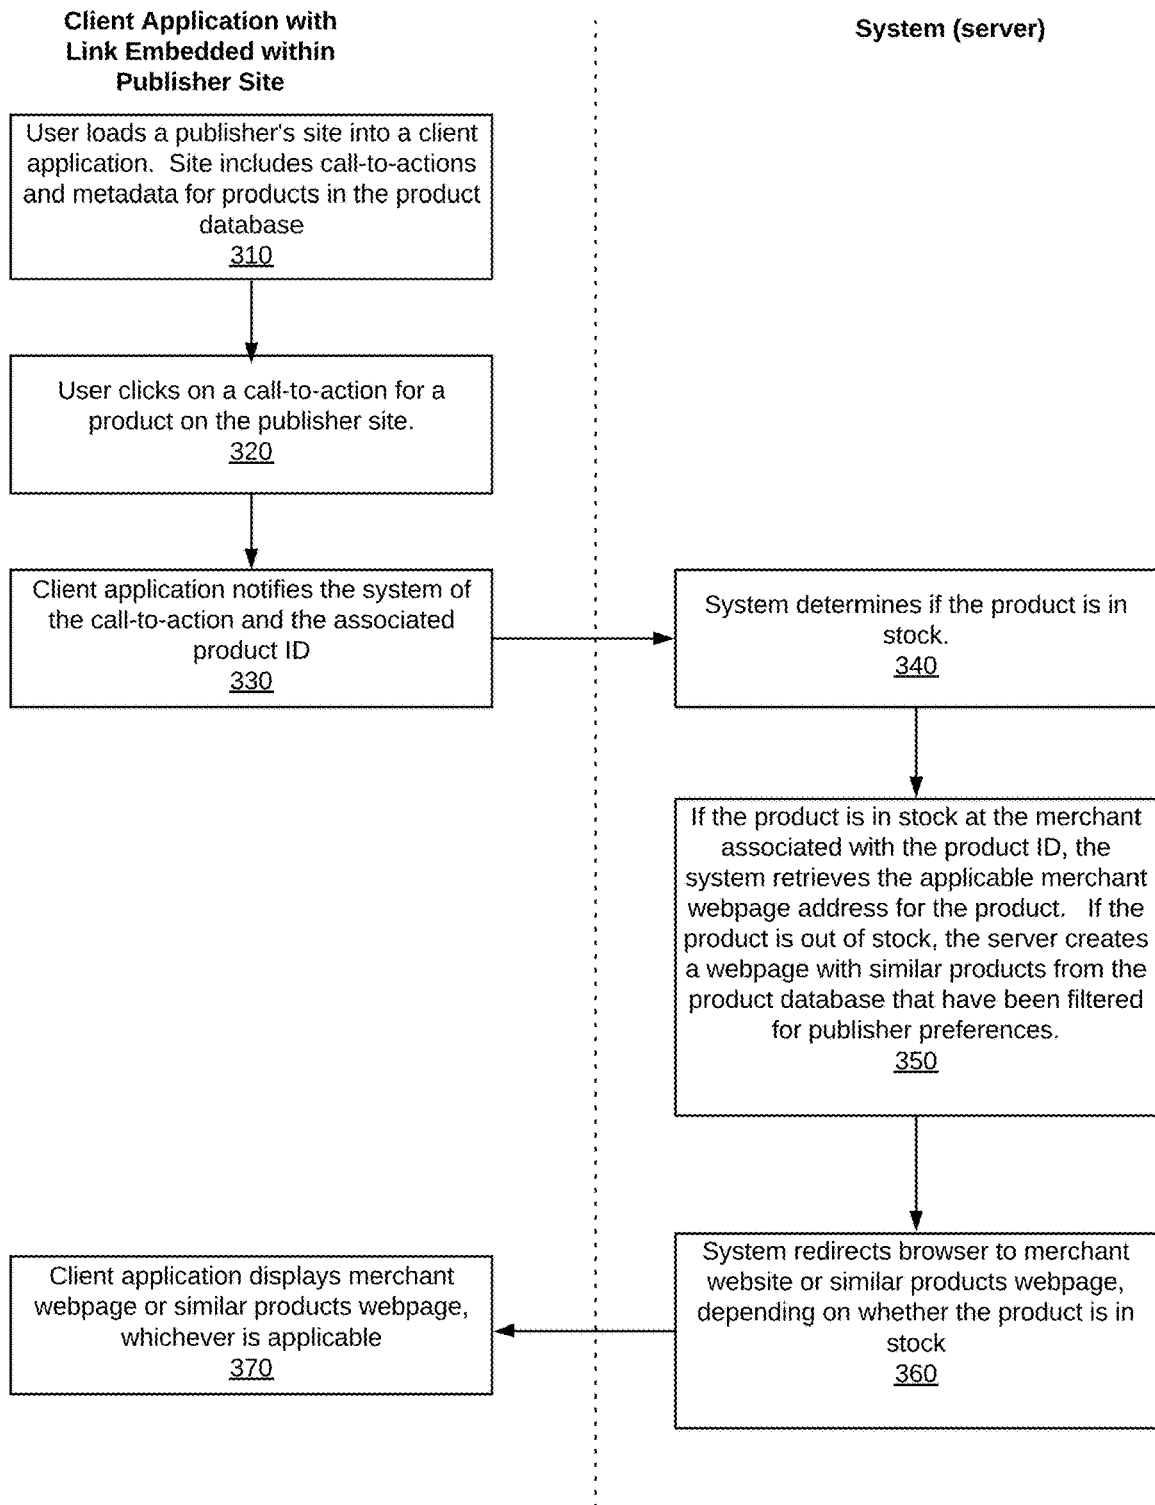 Client Application with
Link Embedded within
Publisher Site
System (server)
User loads a publisher's site into a client
application. Site includes call-to-actions
and metadata for products in the product
database
310
User clicks on a call-to-action for a
product on the publisher site.
320
Client application notifies the system of
the call-to-action and the associated
product ID
330
System determines if the product is in
stock.
340
If the product is in stock at the merchant
associated with the product ID, the
system retrieves the applicable merchant
webpage address for the product. If the
product is out of stock, the server creates
a webpage with similar products from the
product database that have been filtered
for publisher preferences.
350
System redirects browser to merchant
website or similar products webpage,
depending on whether the product is in
stock
360
Client application displays merchant
webpage or similar products webpage,
whichever is applicable
370